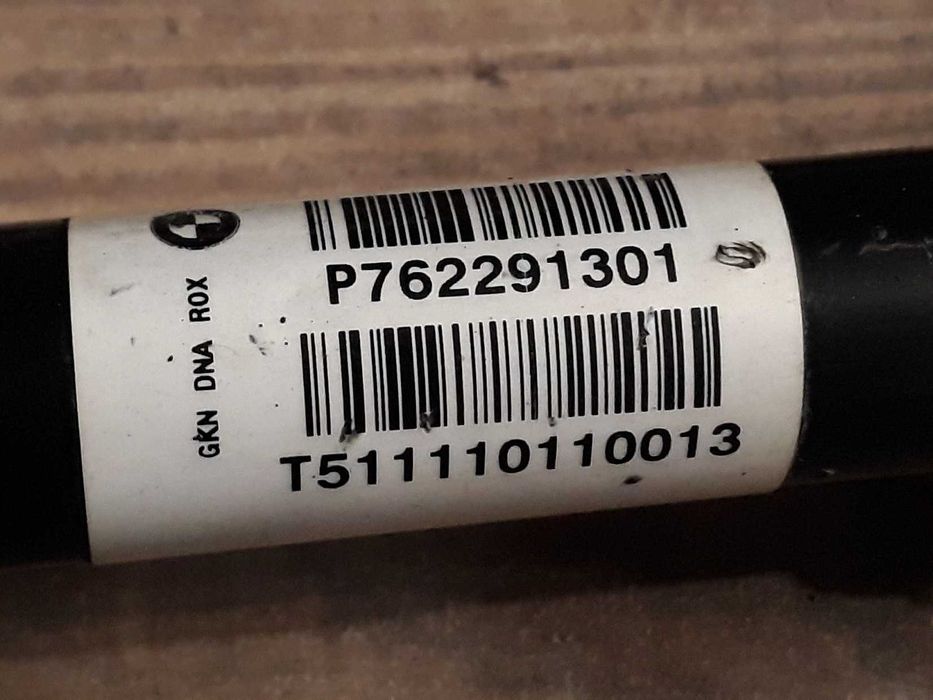 P762291301
GKN DNA ROX
T511110110013